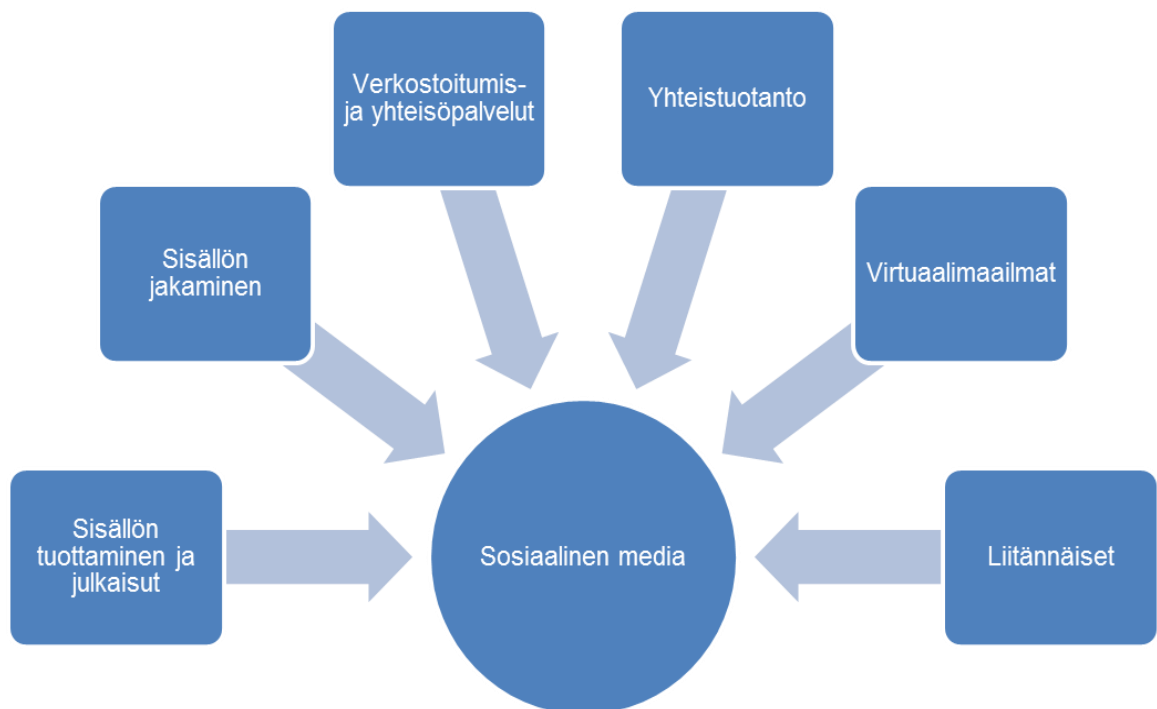 Verkostoitumis-
ja yhteisöpalvelut
Yhteistuotanto
Sisällön
jakaminen
Virtuaalimaailmat
Sisällön
tuottaminen ja
julkaisut
Sosiaalinen media
Liitännäiset